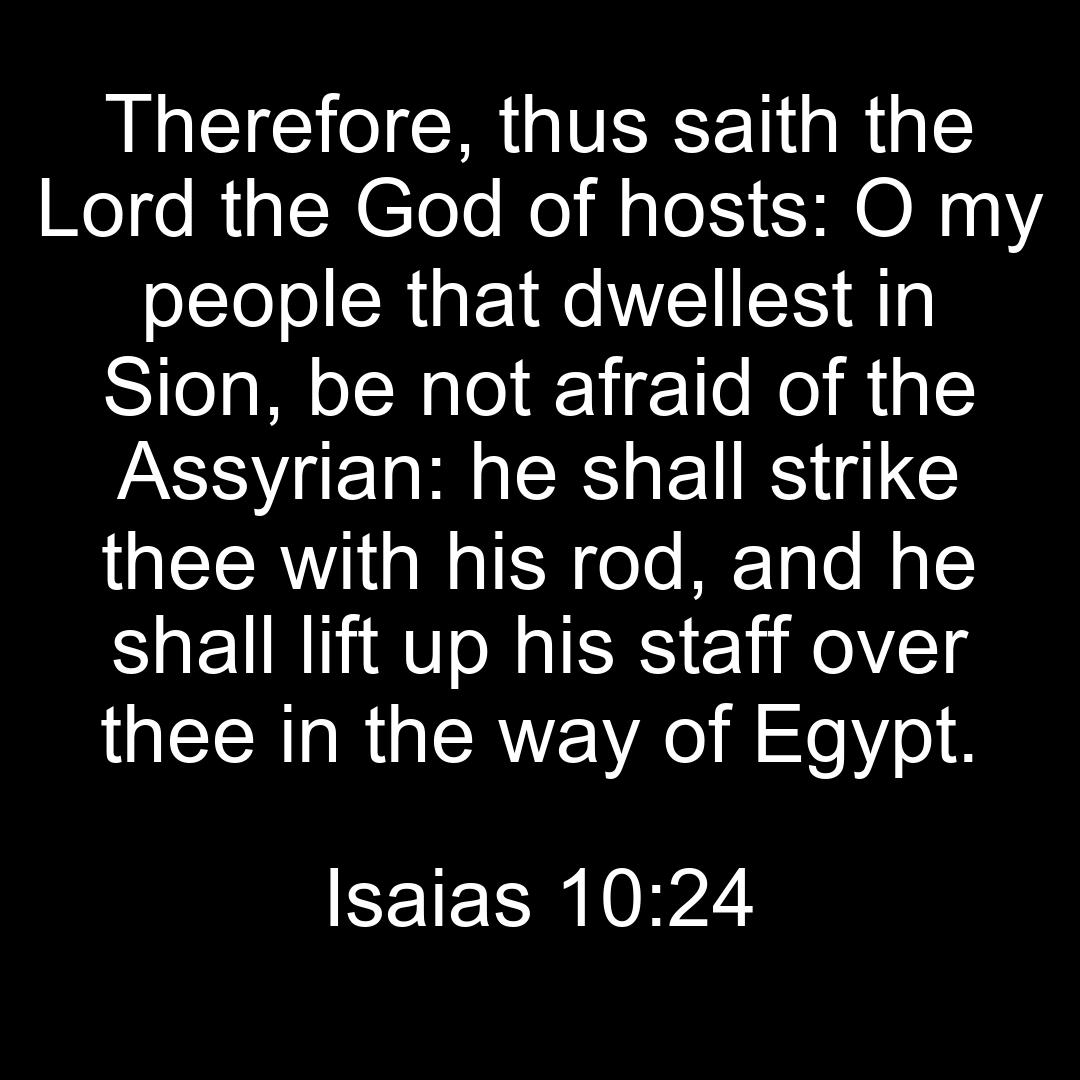 Therefore, thus saith the
Lord the God of hosts: O my
people that dwellest in
Sion, be not afraid of the
Assyrian: he shall strike
thee with his rod, and he
shall lift up his staff over
thee in the way of Egypt.
Isaias 10:24